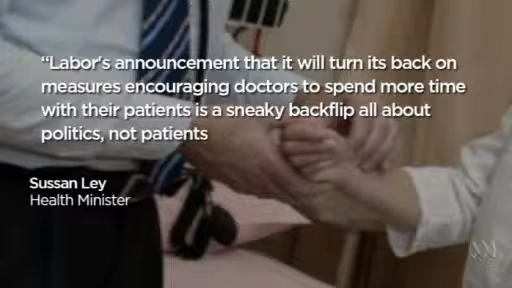 “Labor's announcement that it will turn its back on
measures encouraging doctors to spend more time
with their patients is a sneaky backflip all about
politics, not patients
Sussan Ley
Health Minister